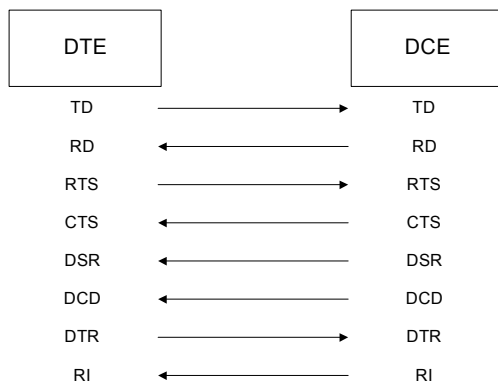 DTE DCE
TD TD
RD RD
RTS RTS
CTS CTS
DSR DSR
DCD DCD
DTR DTR
RI RI